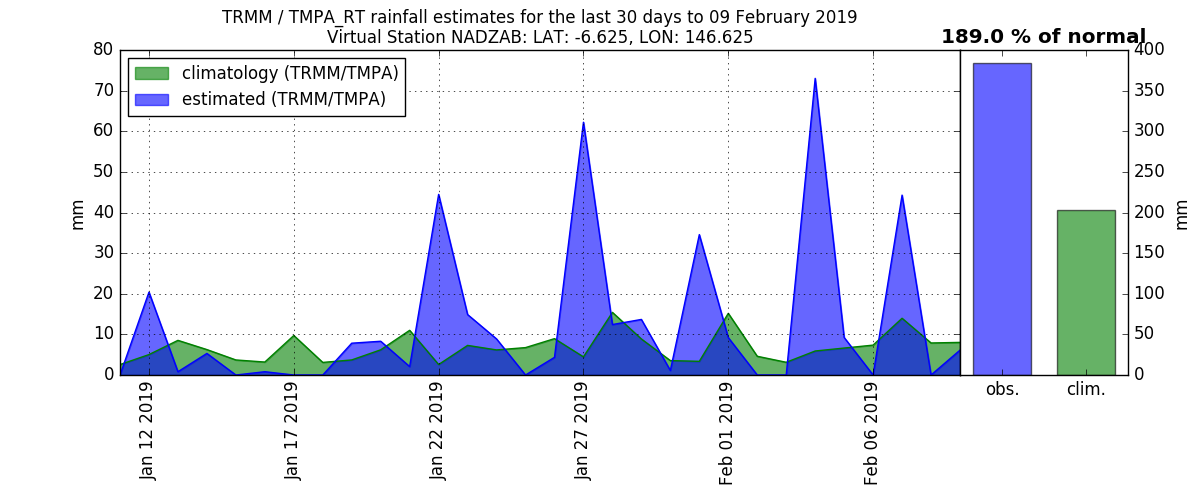 TRMM / TMPA_RT rainfall estimates for the last 30 days to 09 February 2019
Virtual Station NADZAB: LAT: -6.625, LON: 146.625
189.0 % of normal
climatology (TRMM/TMPA)
estimated (TRMM/TMPA)
80
70
60
50
40
30
20
10
0
mm
Jan 12 2019
Jan 17 2019
Jan 22 2019
Jan 27 2019
Feb 01 2019
Feb 06 2019
obs.
clim.
400
350
300
250
200
150
100
50
0
mm